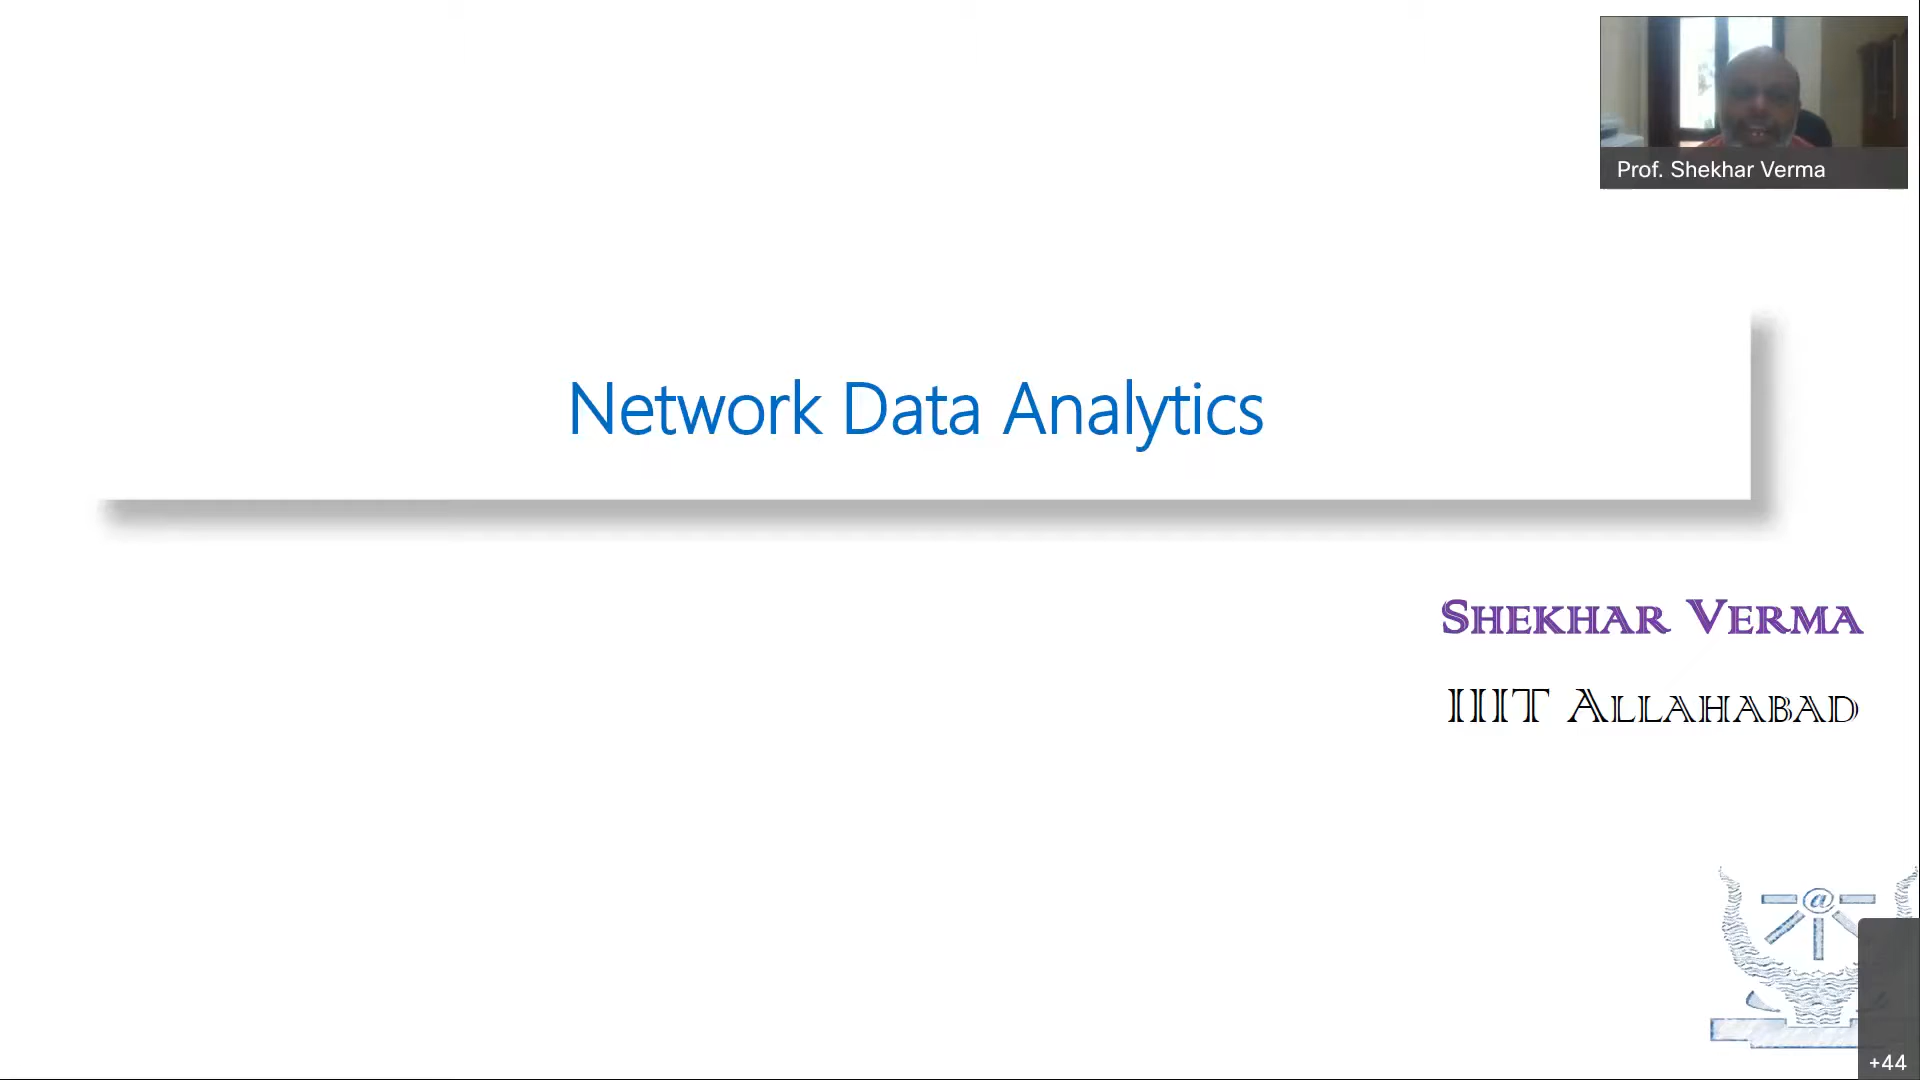 Prof. Shekhar Verma
Network Data Analytics
SHEKHAR VERMA
IIIT ALLAHABAD
@
+44